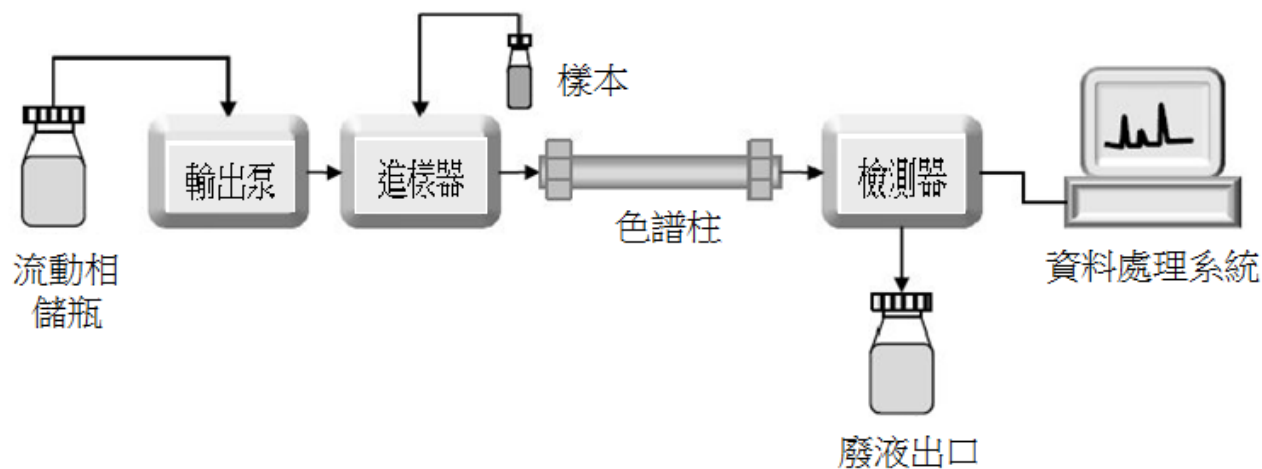 樣本
輸出泵
進樣器
檢測器
色譜柱
流動相
儲瓶
資料處理系統
廢液出口